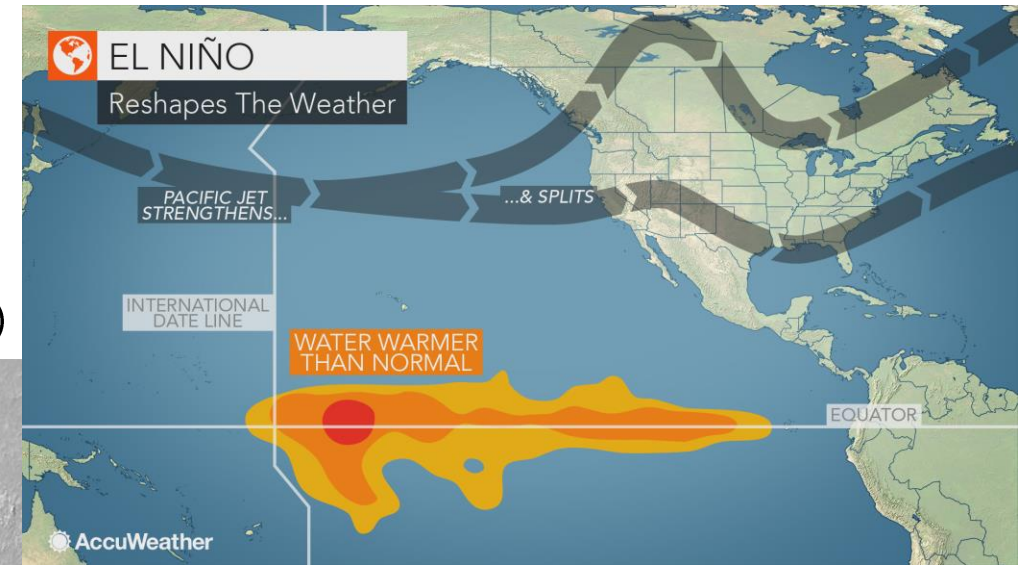 EL NIÑO
Reshapes The Weather
PACIFIC JET
STRENGTHENS...
...& SPLITS
INTERNATIONAL
DATE LINE
)
WATER WARMER
THAN NORMAL
EQUATOR
AccuWeather